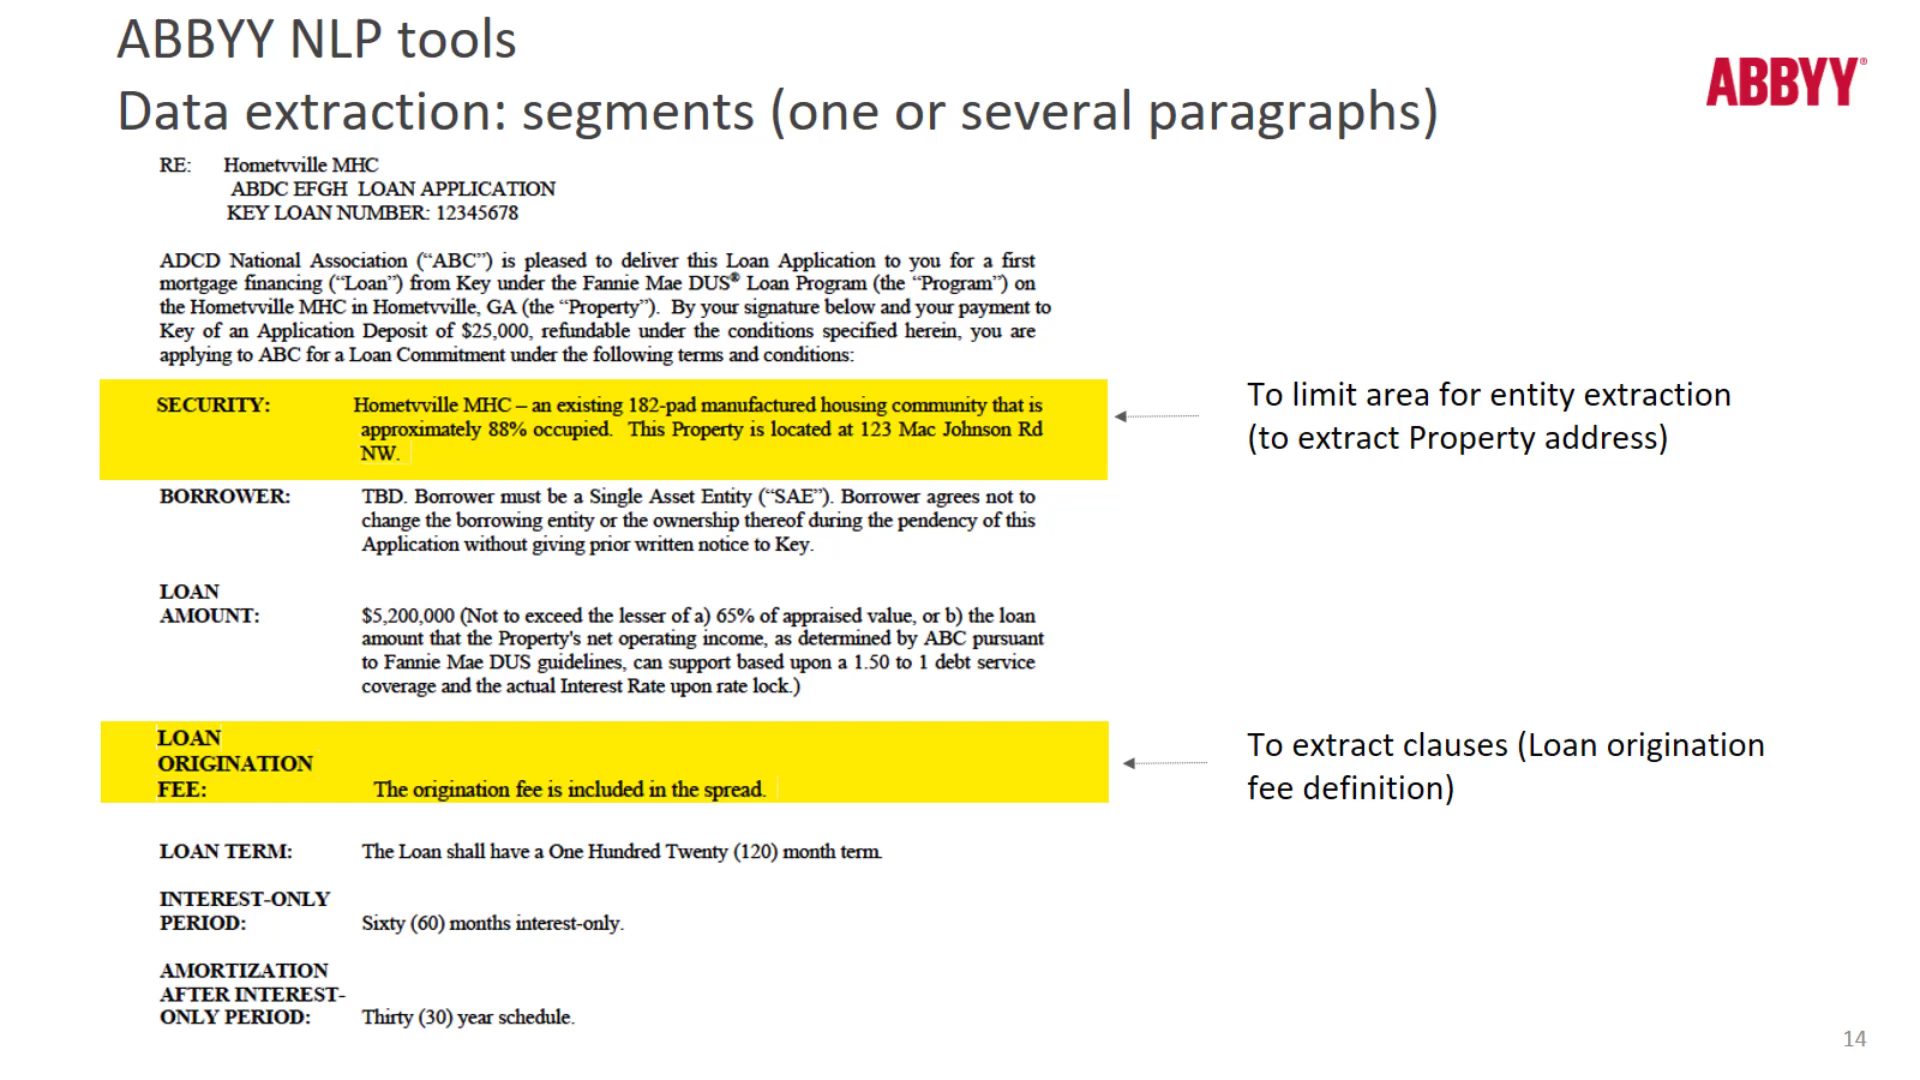 ABBYY NLP tools
Data extraction: segments (one or several paragraphs)
ABBYY®
RE: Hometvville MHC
ABDC EFGH LOAN APPLICATION
KEY LOAN NUMBER: 12345678
ADCD National Association (“ABC”) is pleased to deliver this Loan Application to you for a first
mortgage financing (“Loan”) from Key under the Fannie Mae DUS® Loan Program (the “Program”) on
the Hometvville MHC in Hometvville, GA (the “Property”). By your signature below and your payment to
Key of an Application Deposit of $25,000, refundable under the conditions specified herein, you are
applying to ABC for a Loan Commitment under the following terms and conditions:
SECURITY: Hometvville MHC – an existing 182-pad manufactured housing community that is
approximately 88% occupied. This Property is located at 123 Mac Johnson Rd
NW.
To limit area for entity extraction
(to extract Property address)
BORROWER: TBD. Borrower must be a Single Asset Entity (“SAE”). Borrower agrees not to
change the borrowing entity or the ownership thereof during the pendency of this
Application without giving prior written notice to Key.
LOAN
AMOUNT: $5,200,000 (Not to exceed the lesser of a) 65% of appraised value, or b) the loan
amount that the Property's net operating income, as determined by ABC pursuant
to Fannie Mae DUS guidelines, can support based upon a 1.50 to 1 debt service
coverage and the actual Interest Rate upon rate lock.)
LOAN
ORIGINATION
FEE: The origination fee is included in the spread.
To extract clauses (Loan origination
fee definition)
LOAN TERM: The Loan shall have a One Hundred Twenty (120) month term.
INTEREST-ONLY
PERIOD: Sixty (60) months interest-only.
AMORTIZATION
AFTER INTEREST-
ONLY PERIOD: Thirty (30) year schedule.
14